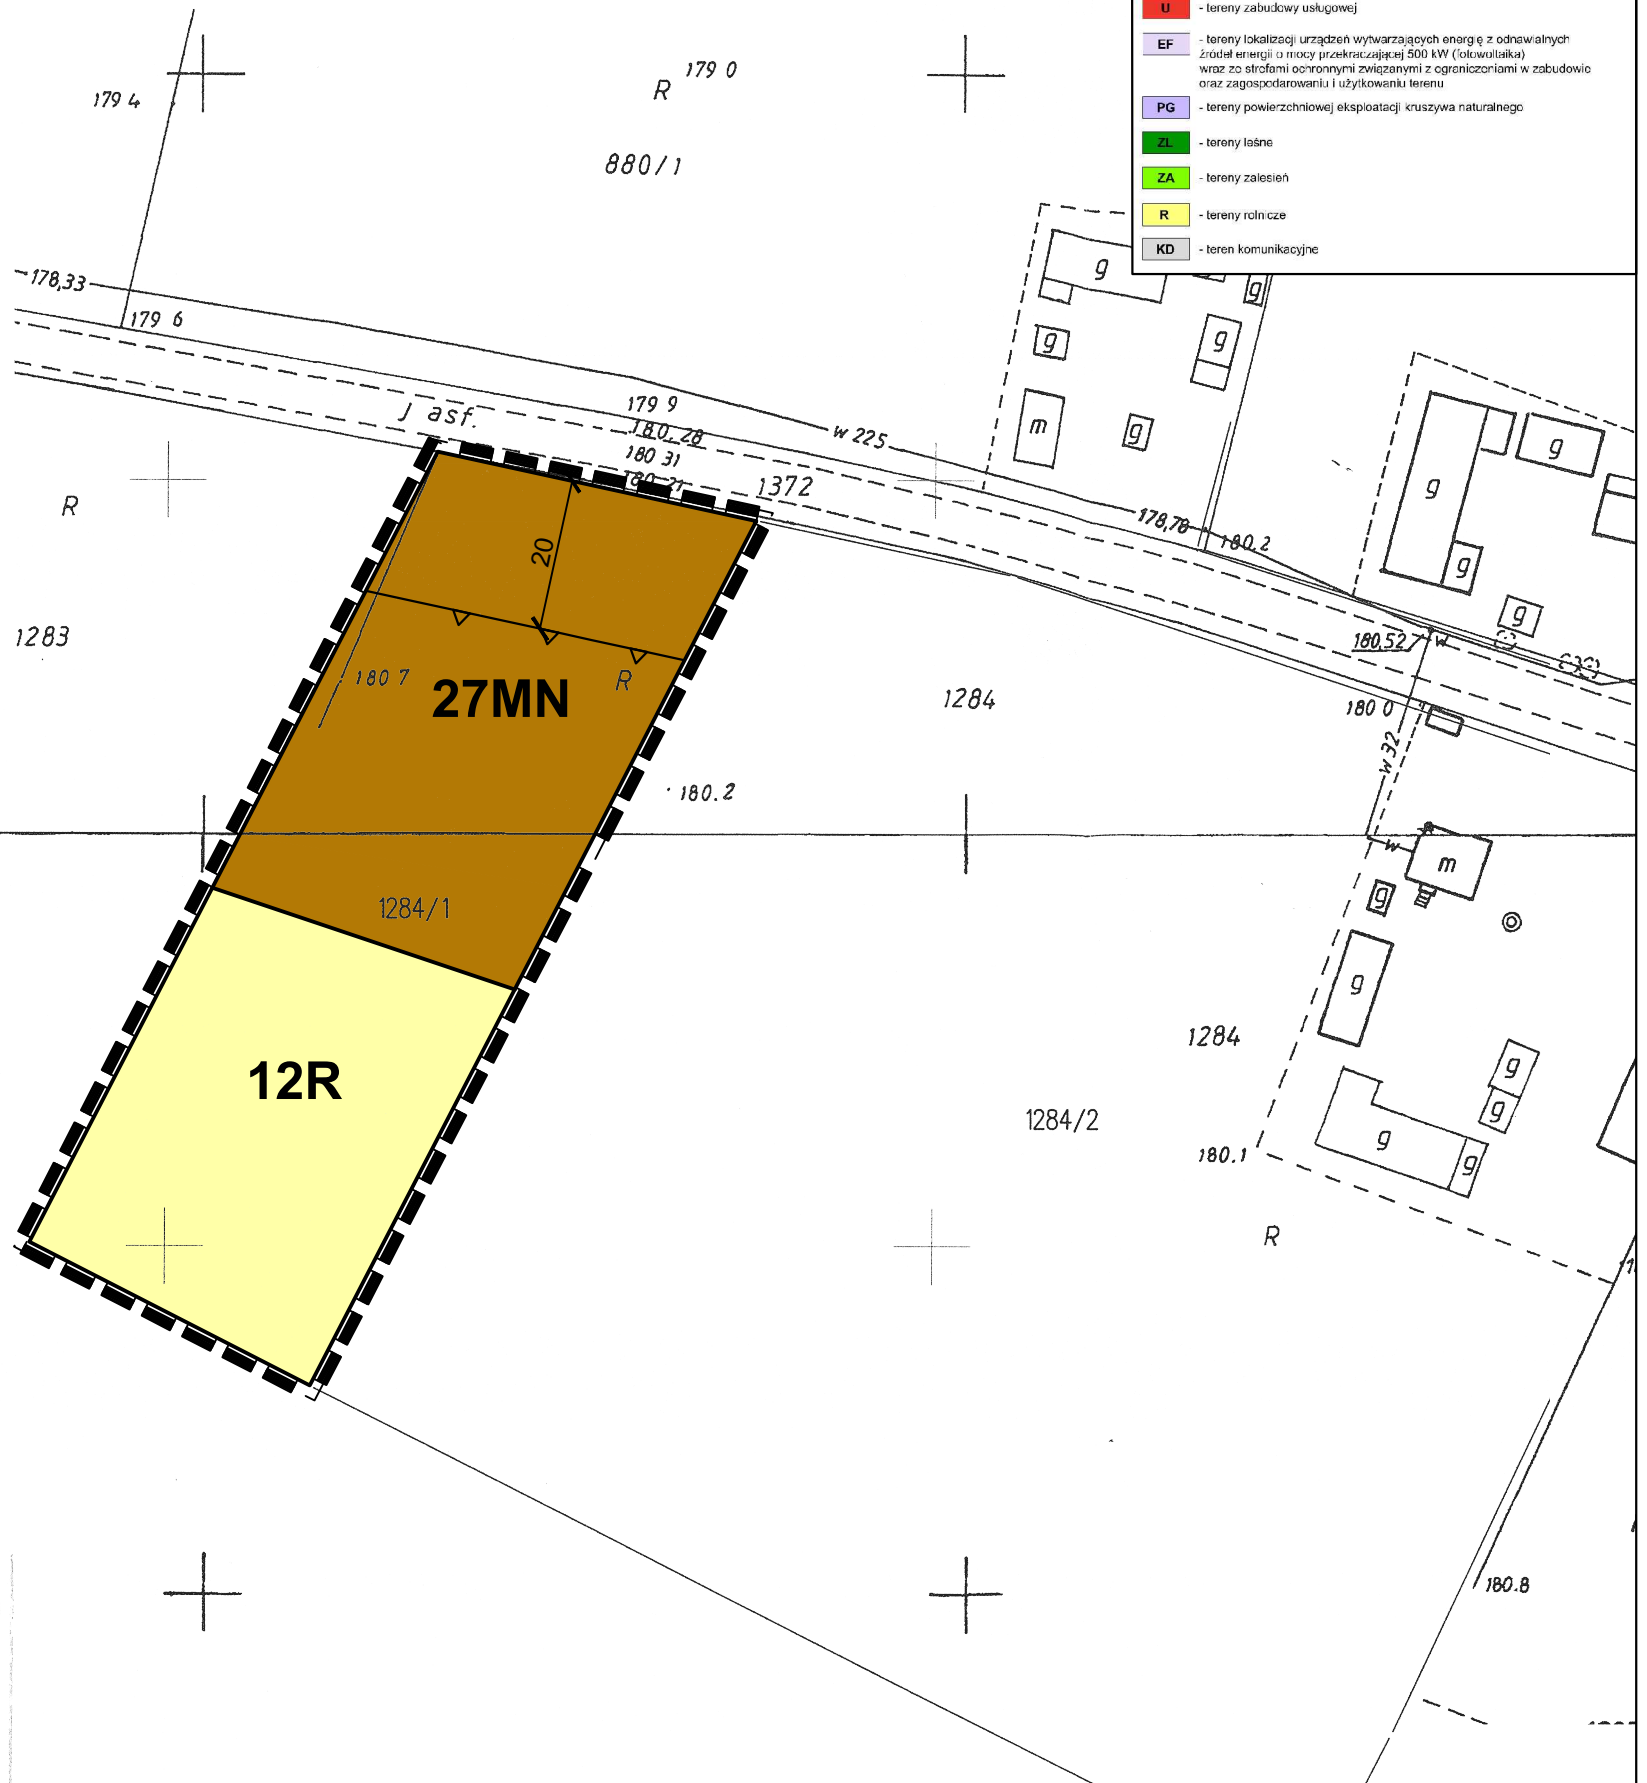 U - tereny zabudowy usługowej
EF - tereny lokalizacji urządzeń wytwarzających energię z odnawialnych
źródeł energii o mocy przekraczającej 500 kW (fotowoltaika)
wraz ze strefami ochronnymi związanymi z ograniczeniami w zabudowie
oraz zagospodarowaniu i użytkowaniu terenu
PG - tereny powierzchniowej eksploatacji kruszywa naturalnego
ZL - tereny leśne
ZA - tereny zalesień
R - tereny rolnicze
KD - teren komunikacyjne
179 0
R
179 4
880/1
178,33
179 6
g
g
g
g
m
g
179 9
J asf.
180,28
w 225
180 31
180 21
1372
g
g
R
178,78
180,2
g
20
g
1283
180,52
w
180 7
R
27MN
1284
180 0
w 32
180.2
w
m
g
1284/1
g
1284
12R
g
g
1284/2
g
g
180.1
R
180.8